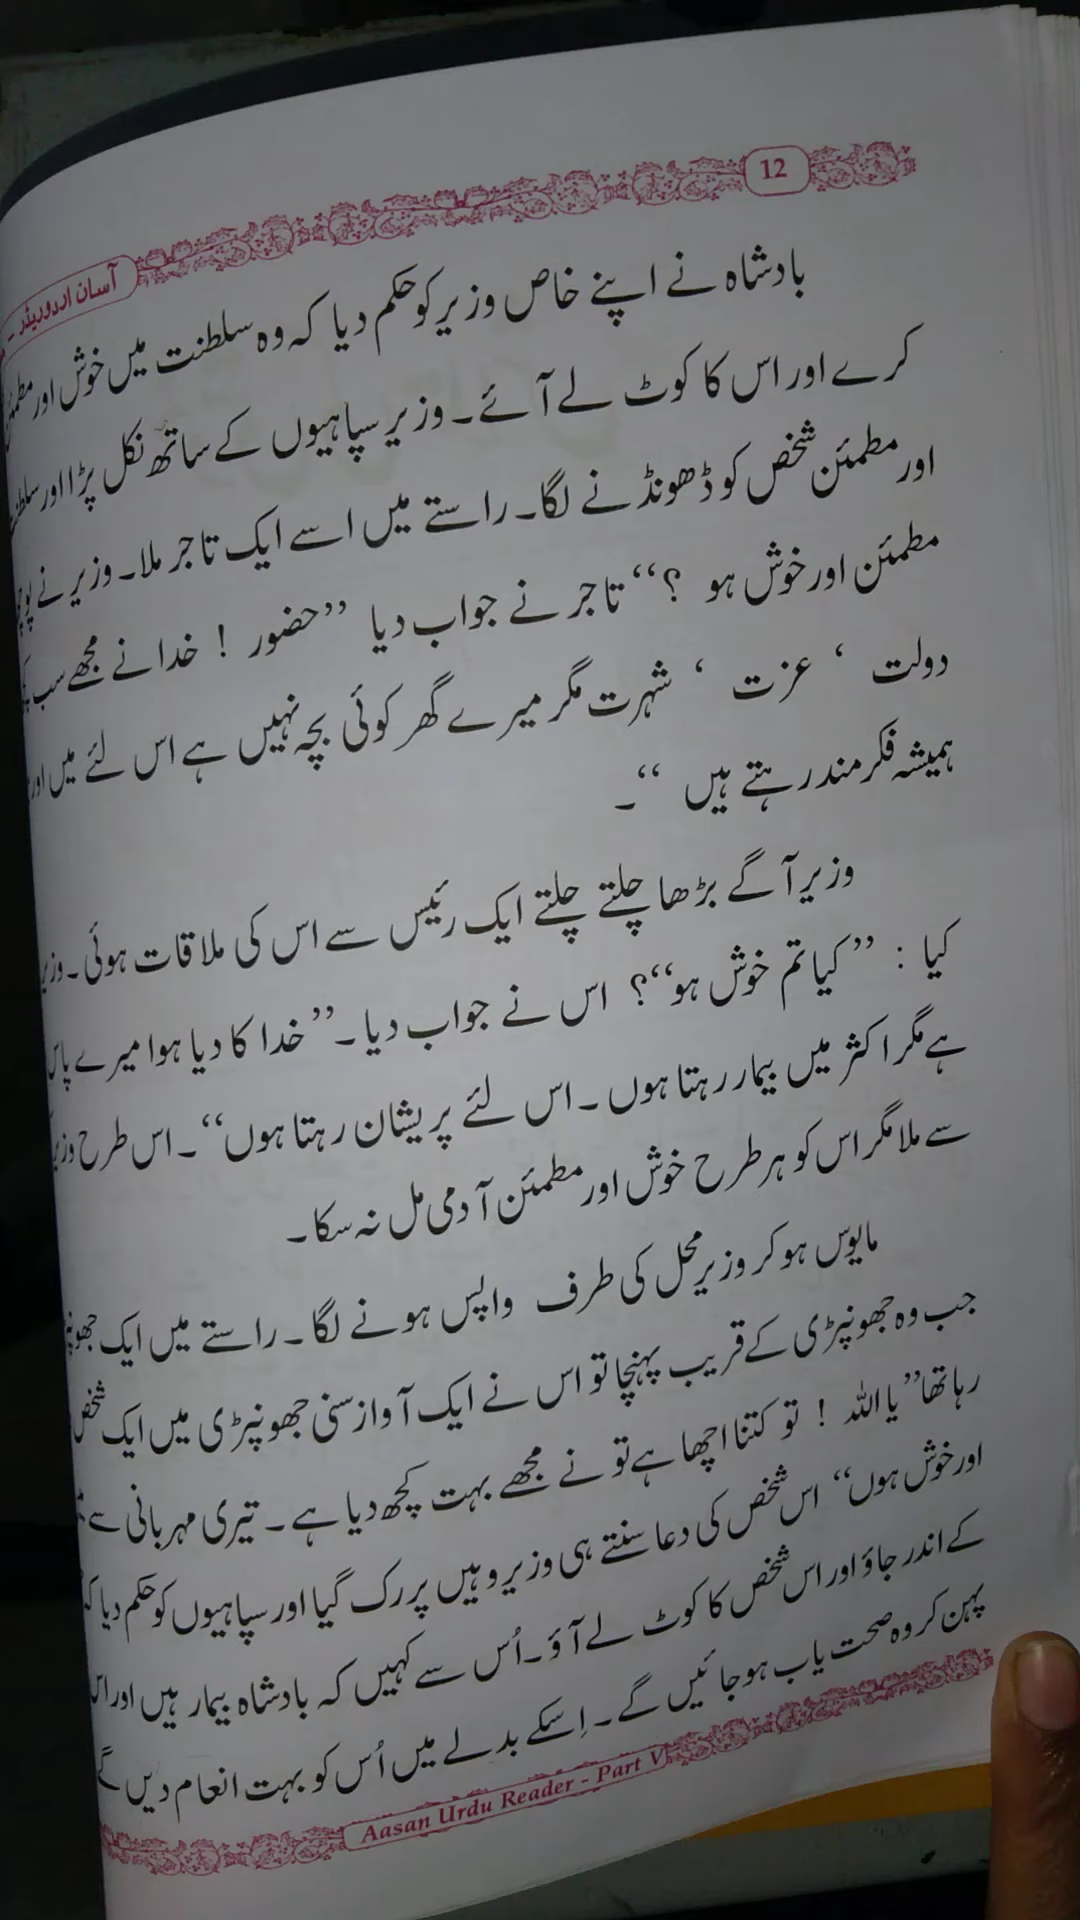 12
آسان اردو ریڈر -
بادشاہ نے اپنے خاص وزیر کو حکم دیا کہ وہ سلطنت میں خوش اور
کرے اور اس کا کوٹ لے آئے۔ وزیر سپاہیوں کے ساتھ نکل پڑا اور
اور مطمئن شخص کو ڈھونڈنے لگا۔ راستے میں اسے ایک تاجر ملا۔ وزیر نے
مطمئن اور خوش ہو ؟“ تاجر نے جواب دیا ”حضور ! خدا نے مجھے سب
دولت ‘ عزت ‘ شہرت مگر میرے گھر کوئی بچہ نہیں ہے اس لئے میں اور
ہمیشہ فکر مند رہتے ہیں “۔
وزیر آگے بڑھا چلتے چلتے ایک رئیس سے اس کی ملاقات ہوئی۔
کیا : ”کیا تم خوش ہو“؟ اس نے جواب دیا۔ ”خدا کا دیا ہوا میرے پاس
ہے مگر اکثر میں بیمار رہتا ہوں۔ اس لئے پریشان رہتا ہوں“۔ اس طرح
سے ملا مگر اس کو ہر طرح خوش اور مطمئن آدمی مل نہ سکا۔
مایوس ہو کر وزیر محل کی طرف واپس ہونے لگا۔ راستے میں ایک
جب وہ جھونپڑی کے قریب پہنچا تو اس نے ایک آواز سنی جھونپڑی میں ایک شخص
رہا تھا ”یا اللہ ! تو کتنا اچھا ہے تو نے مجھے بہت کچھ دیا ہے۔ تیری مہربانی سے
اور خوش ہوں“ اس شخص کی دعا سنتے ہی وزیر وہیں پر رک گیا اور سپاہیوں کو حکم دیا
کے اندر جاؤ اور اس شخص کا کوٹ لے آؤ۔ اُس سے کہیں کہ بادشاہ بیمار ہیں اور
پہن کر وہ صحت یاب ہو جائیں گے۔ اِسکے بدلے میں اُس کو بہت انعام دیں گے
Aasan Urdu Reader - Part V